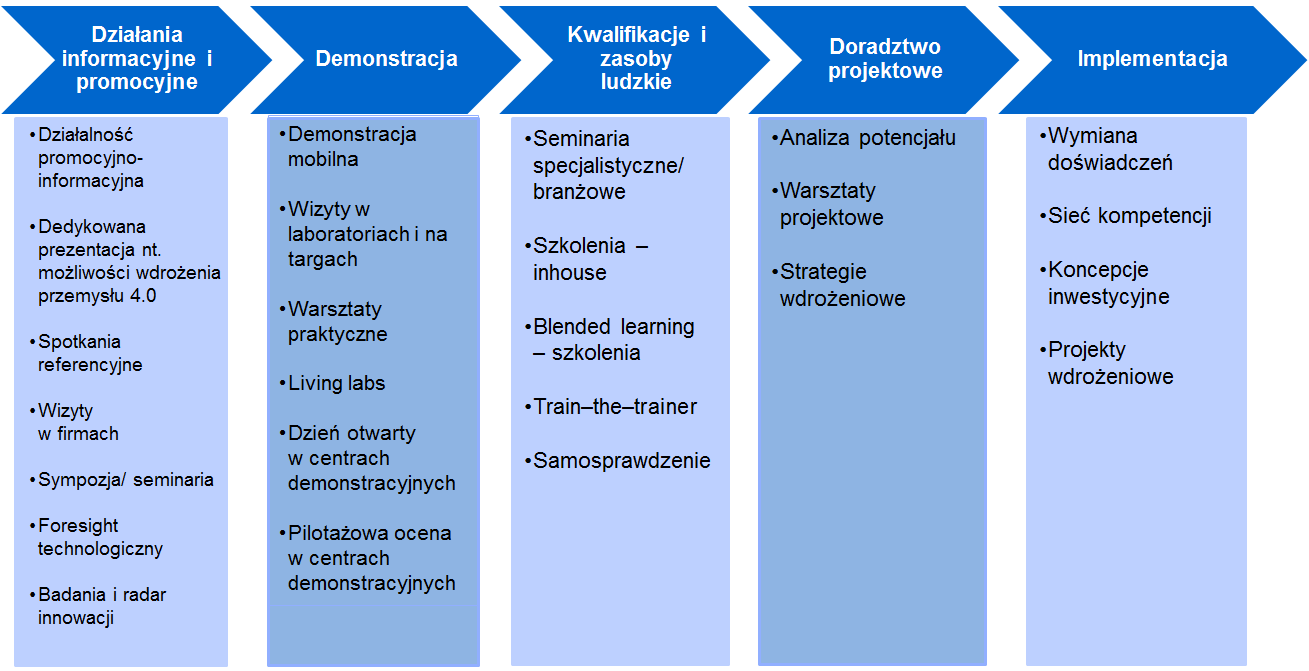 Działania
informacyjne i
promocyjne
Demonstracja
Kwalifikacje i
zasoby
ludzkie
Doradztwo
projektowe
Implementacja
•Działalność
promocyjno-
informacyjna
•Dedykowana
prezentacja nt.
możliwości wdrożenia
przemysłu 4.0
•Spotkania
referencyjne
•Wizyty
w firmach
•Sympozja/ seminaria
•Foresight
technologiczny
•Badania i radar
innowacji
•Demonstracja
mobilna
•Wizyty w
laboratoriach i na
targach
•Warsztaty
praktyczne
•Living labs
•Dzień otwarty
w centrach
demonstracyjnych
•Pilotażowa ocena
w centrach
demonstracyjnych
•Seminaria
specjalistyczne/
branżowe
•Szkolenia –
inhouse
•Blended learning
– szkolenia
•Train–the–trainer
•Samosprawdzenie
•Analiza potencjału
•Warsztaty
projektowe
•Strategie
wdrożeniowe
•Wymiana
doświadczeń
•Sieć kompetencji
•Koncepcje
inwestycyjne
•Projekty
wdrożeniowe